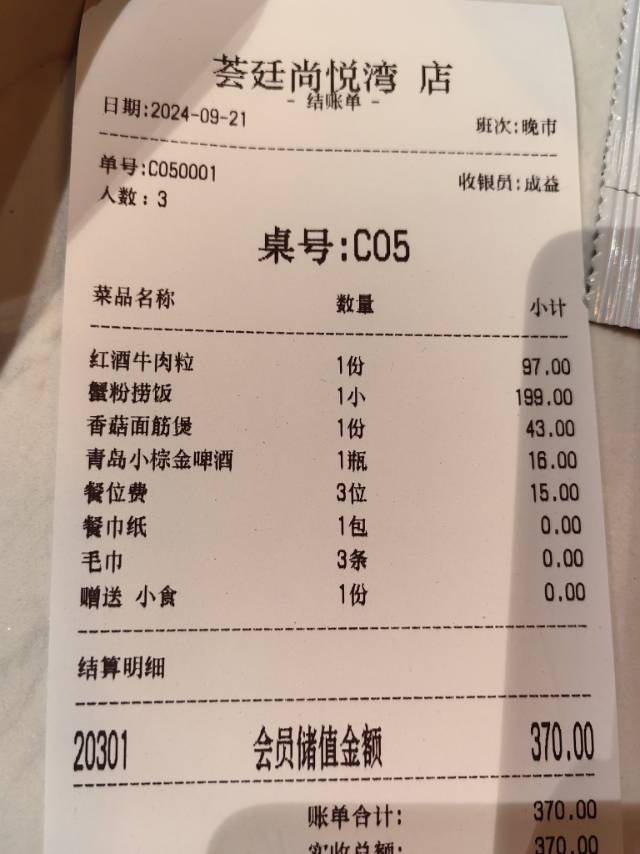 荟廷尚悦湾 店
- 结账单 -
日期:2024-09-21 班次:晚市
单号:C050001 收银员:成益
人数: 3
桌号:C05
菜品名称 数量 小计
红酒牛肉粒 1份 97.00
蟹粉捞饭 1小 199.00
香菇面筋煲 1份 43.00
青岛小棕金啤酒 1瓶 16.00
餐位费 3位 15.00
餐巾纸 1包 0.00
毛巾 3条 0.00
赠送 小食 1份 0.00
结算明细
20301 会员储值金额 370.00
账单合计: 370.00
实收总额: 370.00